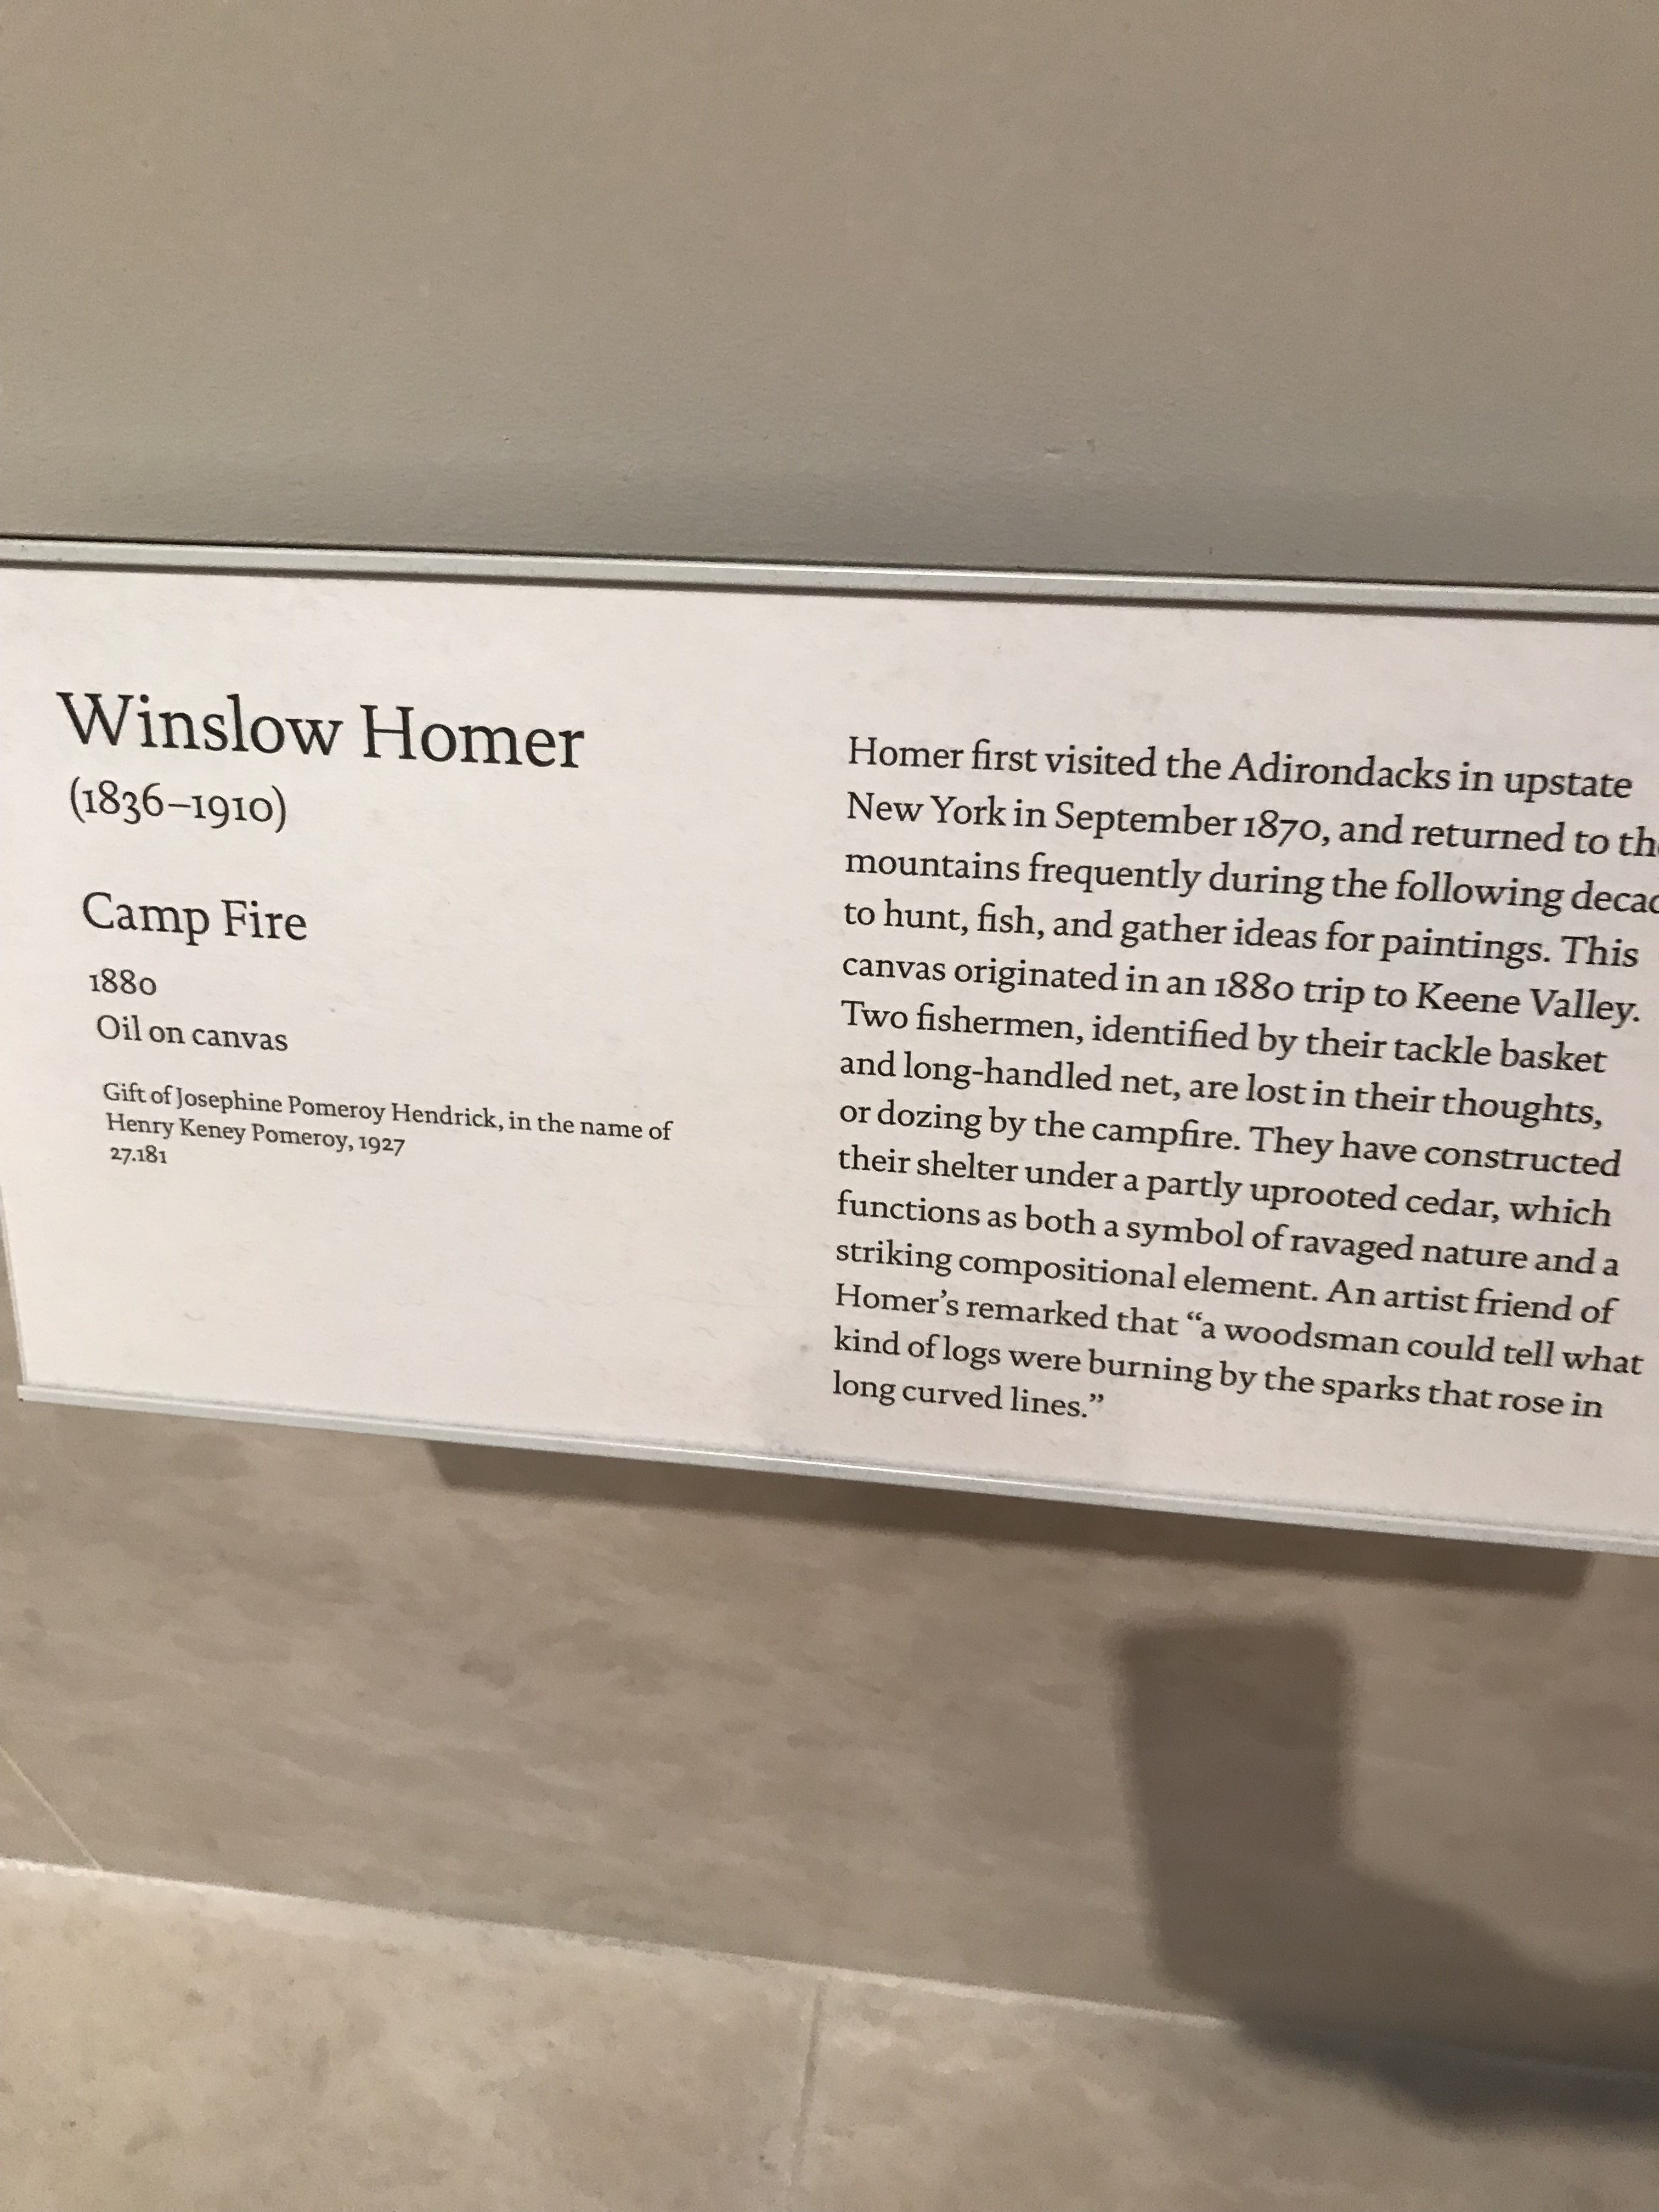 Winslow Homer
(1836–1910)
Camp Fire
1880
Oil on canvas
Gift of Josephine Pomeroy Hendrick, in the name of
Henry Keney Pomeroy, 1927
27.181
Homer first visited the Adirondacks in upstate
New York in September 1870, and returned to the
mountains frequently during the following
to hunt, fish, and gather ideas for paintings. This
canvas originated in an 1880 trip to Keene Valley.
Two fishermen, identified by their tackle basket
and long-handled net, are lost in their thoughts,
or dozing by the campfire. They have constructed
their shelter under a partly uprooted cedar, which
functions as both a symbol of ravaged nature and a
striking compositional element. An artist friend of
Homer’s remarked that “a woodsman could tell what
kind of logs were burning by the sparks that rose in
long curved lines.”